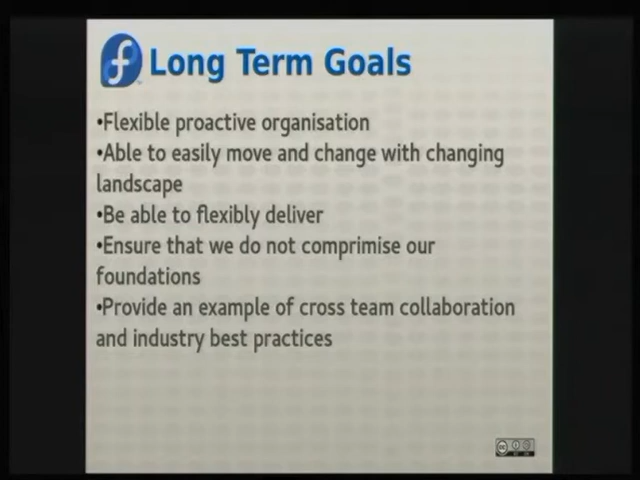 Long Term Goals
•Flexible proactive organisation
•Able to easily move and change with changing
landscape
•Be able to flexibly deliver
•Ensure that we do not comprimise our
foundations
•Provide an example of cross team collaboration
and industry best practices